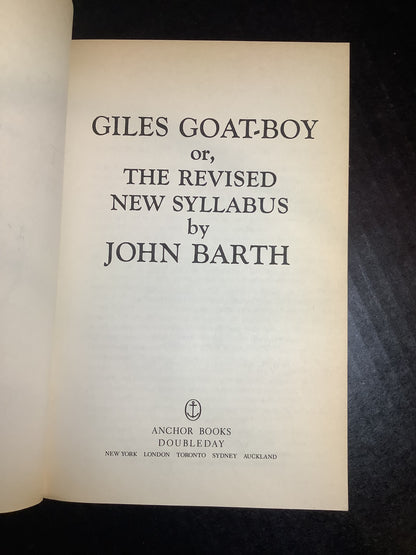 GILES GOAT-BOY
or,
THE REVISED
NEW SYLLABUS
by
JOHN BARTH
ANCHOR BOOKS
DOUBLEDAY
NEW YORK LONDON TORONTO SYDNEY AUCKLAND